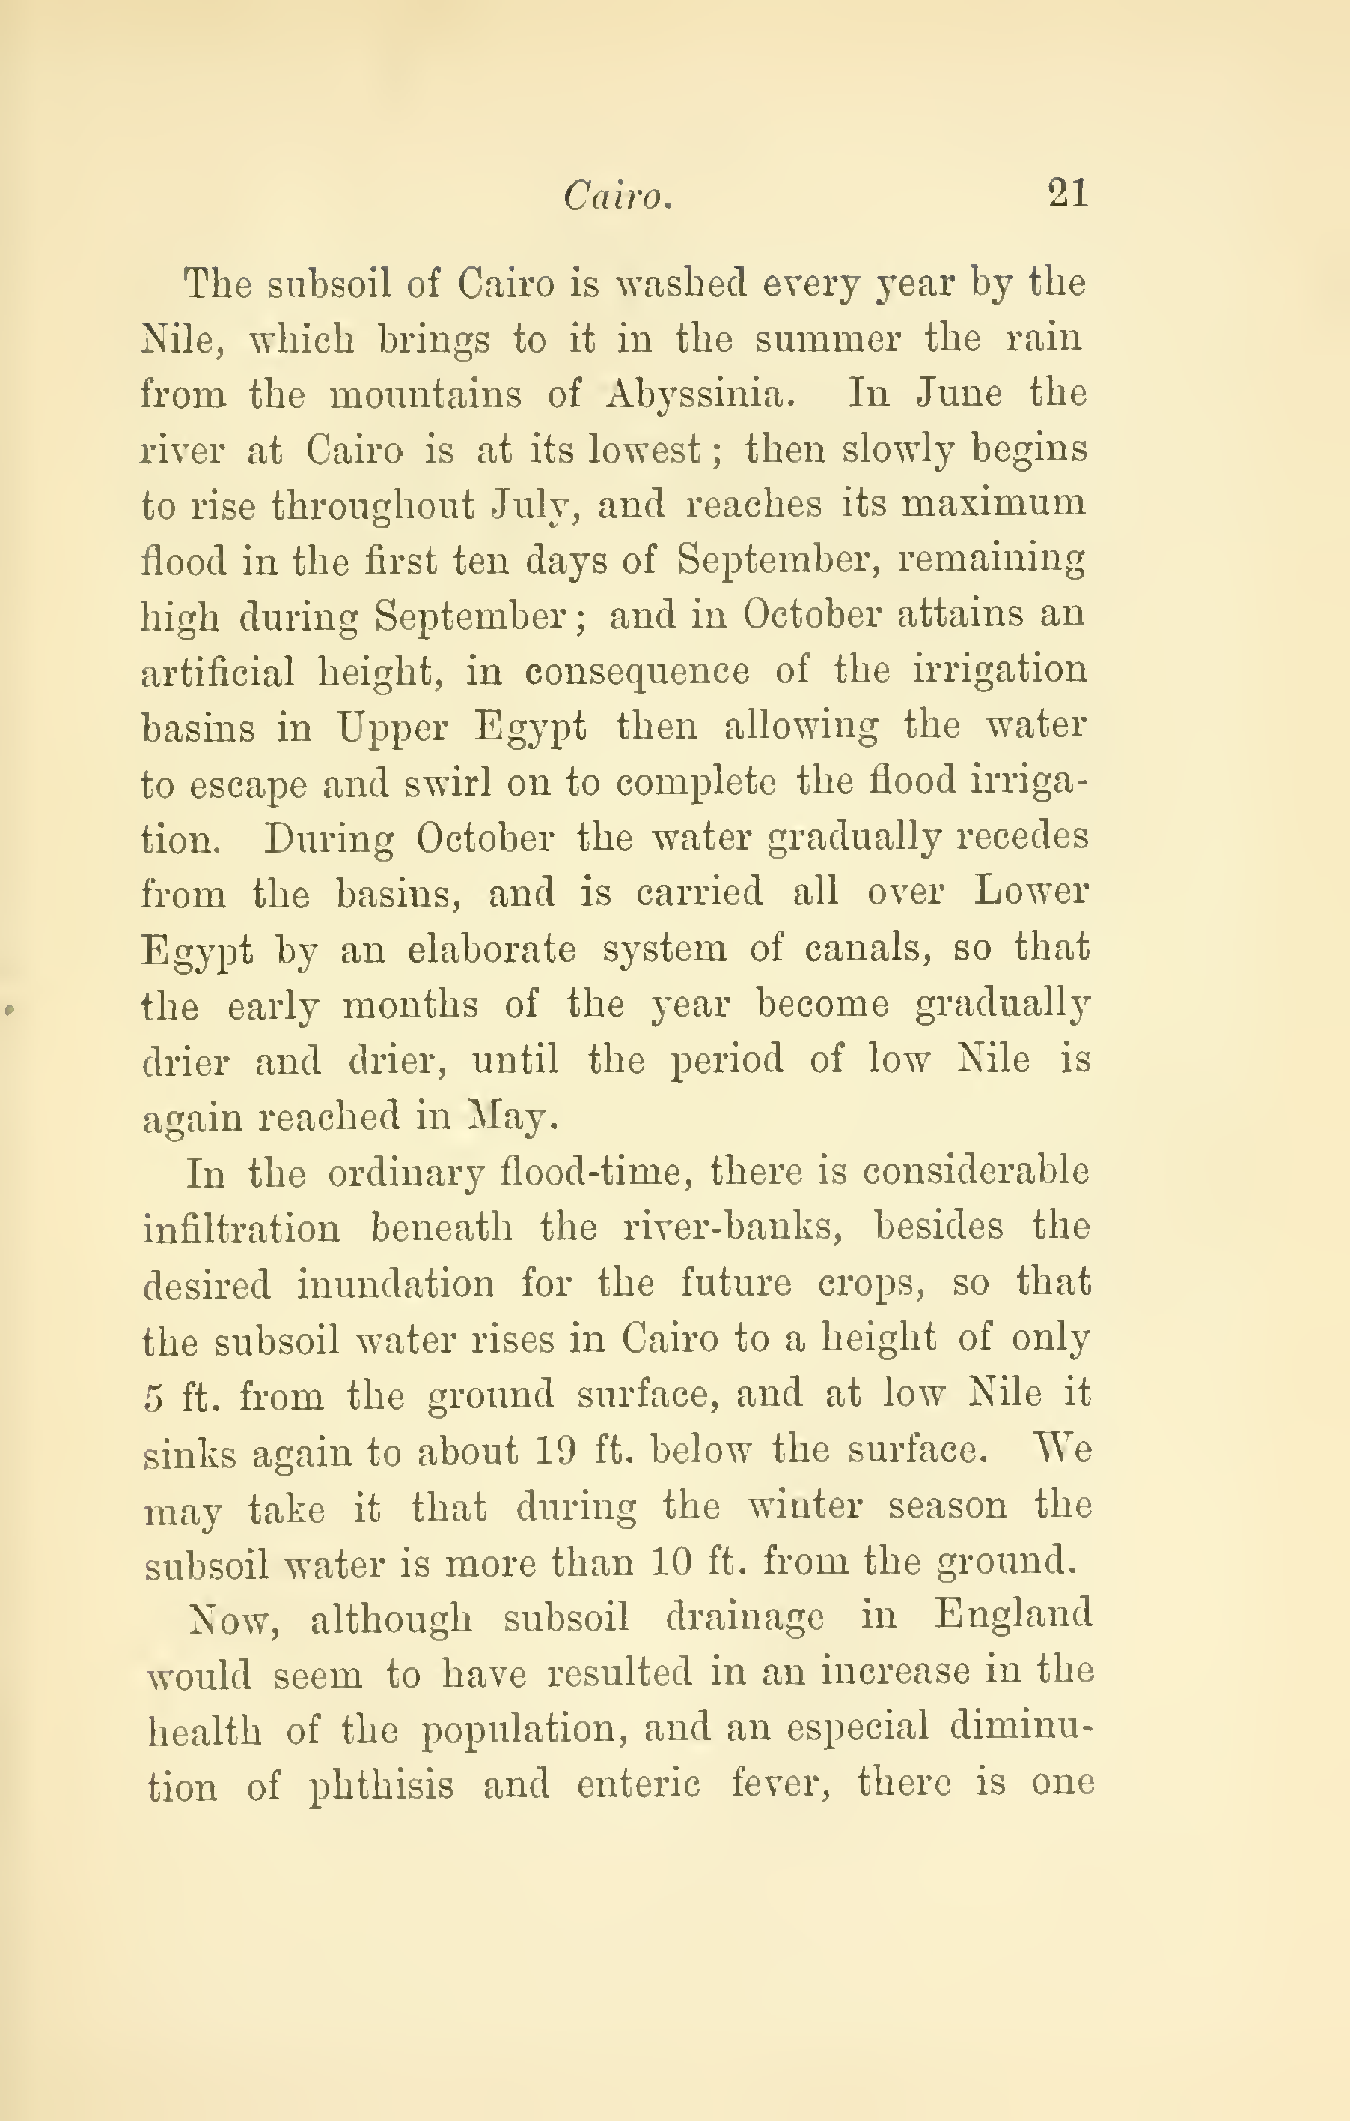 Cairo. 21
The subsoil of Cairo is washed every year by the
Nile, which brings to it in the summer the rain
from the mountains of Abyssinia. In June the
river at Cairo is at its lowest; then slowly begins
to rise throughout July, and reaches its maximum
flood in the first ten days of September, remaining
high during September; and in October attains an
artificial height, in consequence of the irrigation
basins in Upper Egypt then allowing the water
to escape and swirl on to complete the flood irriga-
tion. During October the water gradually recedes
from the basins, and is carried all over Lower
Egypt by an elaborate system of canals, so that
the early months of the year become gradually
drier and drier, until the period of low Nile is
again reached in May.
In the ordinary flood-time, there is considerable
infiltration beneath the river-banks, besides the
desired inundation for the future crops, so that
the subsoil water rises in Cairo to a height of only
5 ft. from the ground surface, and at low Nile it
sinks again to about 19 ft. below the surface. We
may take it that during the winter season the
subsoil water is more than 10 ft. from the ground.
Now, although subsoil drainage in England
would seem to have resulted in an increase in the
health of the population, and an especial diminu-
tion of phthisis and enteric fever, there is one